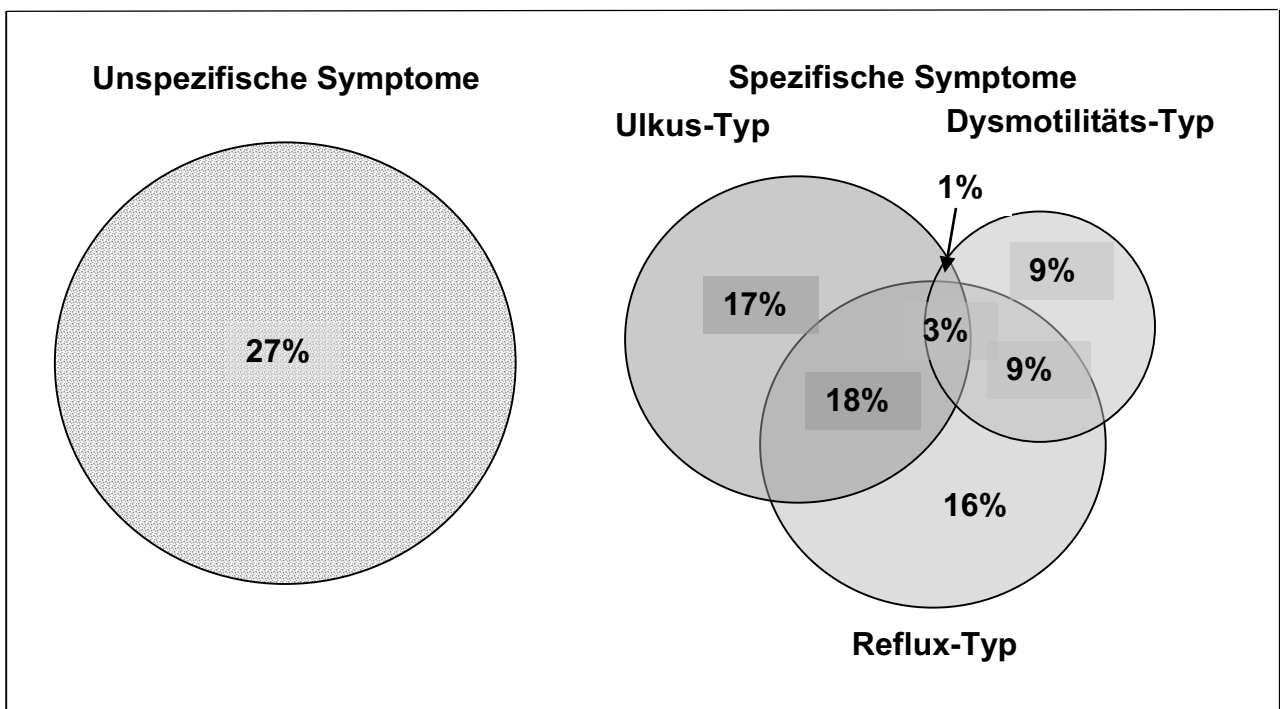 Unspezifische Symptome
27%
Spezifische Symptome
Ulkus-Typ
Dysmotilitäts-Typ
1%
9%
17%
3%
9%
18%
16%
Reflux-Typ